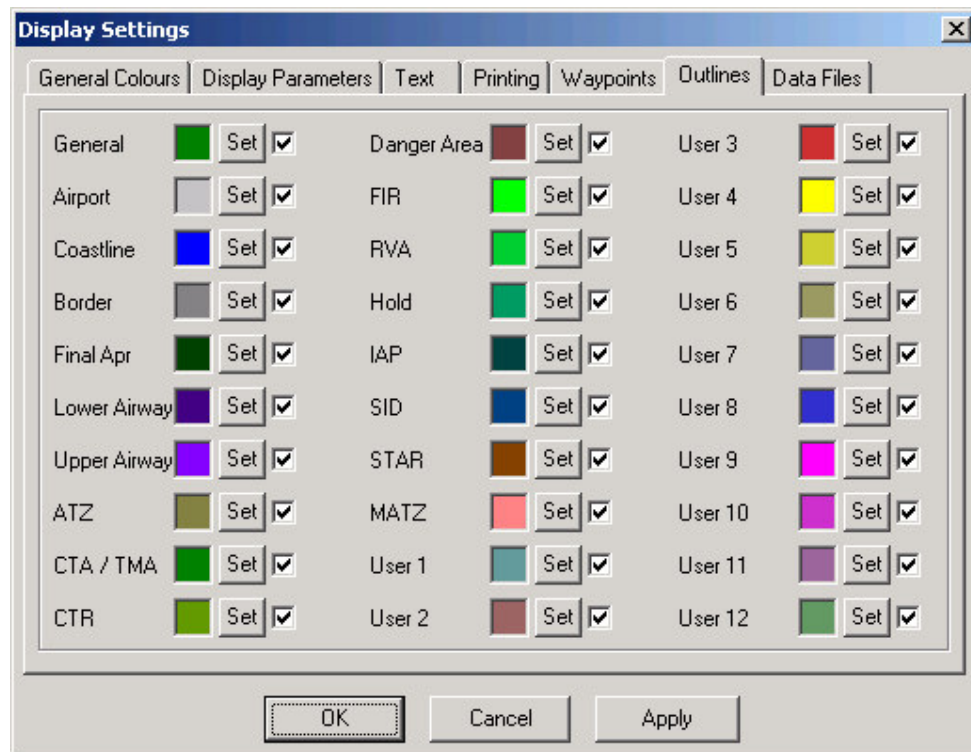 Display Settings
General Colours Display Parameters Text Printing Waypoints Outlines Data Files
General Set Danger Area Set User 3 Set
Airport Set FIR Set User 4 Set
Coastline Set RVA Set User 5 Set
Border Set Hold Set User 6 Set
Final Apr Set IAP Set User 7 Set
Lower Airway Set SID Set User 8 Set
Upper Airway Set STAR Set User 9 Set
ATZ Set MATZ Set User 10 Set
CTA / TMA Set User 1 Set User 11 Set
CTR Set User 2 Set User 12 Set
OK Cancel Apply